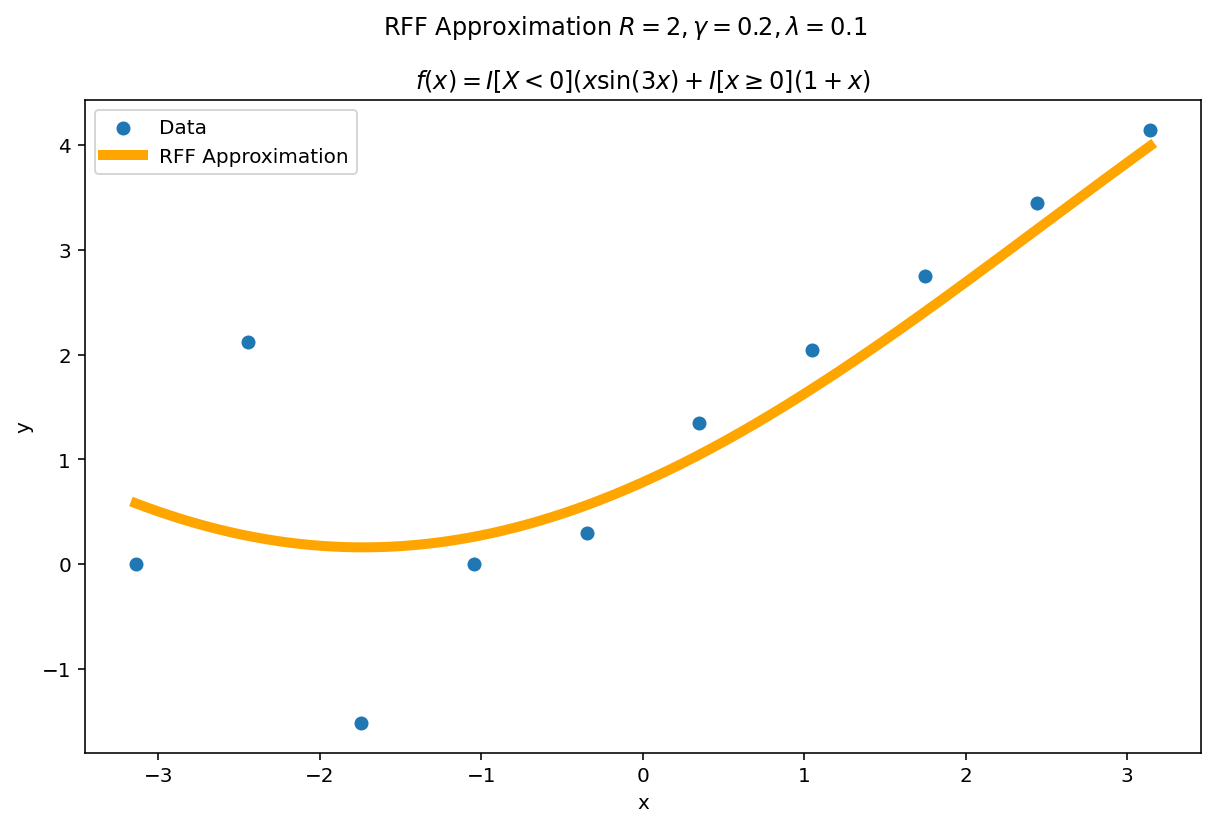 RFF Approximation R = 2, γ = 0.2, λ = 0.1
f(x) = I[X < 0](x sin(3x) + I[x ≥ 0](1 + x)
Data
RFF Approximation
4
3
2
1
0
−1
y
−3 −2 −1 0 1 2 3
x